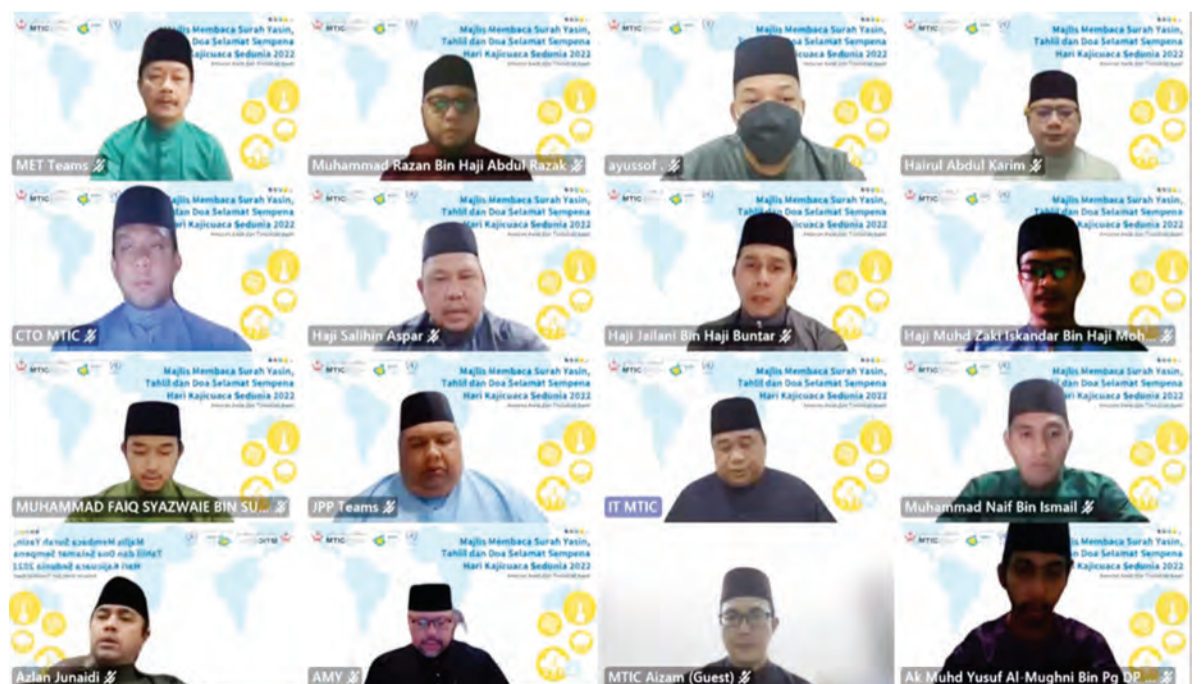 MTIC
Majlis Membaca Surah Yasin,
Tahlil dan Doa Selamat Sempena
Hari Kajicuaca Sedunia 2022
MET Teams
Muhammad Razan Bin Haji Abdul Razak
ayussof .
Hairul Abdul Karim
CTO MTIC
Haji Salihin Aspar
Haji Jailani Bin Haji Buntar
Haji Muhd Zaki Iskandar Bin Haji Moh...
MUHAMMAD FAIQ SYAZWAIE BIN SU...
JPP Teams
IT MTIC
Muhammad Naif Bin Ismail
Azlan Junaidi
AMY
MTIC Aizam (Guest)
Ak Muhd Yusuf Al-Mughni Bin Pg DP ...